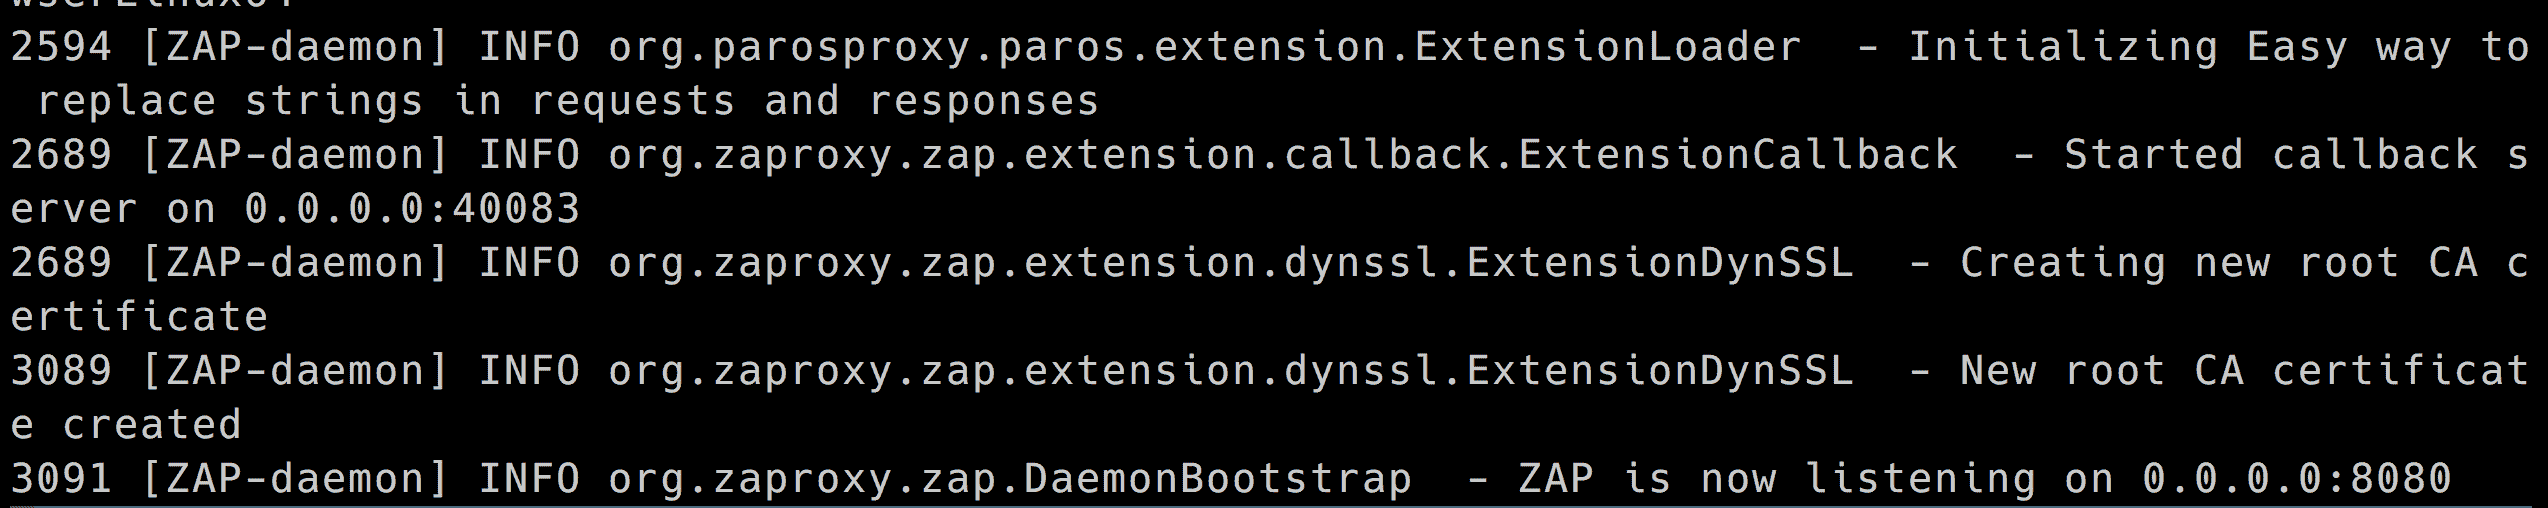 2594 [ZAP-daemon] INFO org.parosproxy.paros.extension.ExtensionLoader  - Initializing Easy way to
 replace strings in requests and responses
2689 [ZAP-daemon] INFO org.zaproxy.zap.extension.callback.ExtensionCallback  - Started callback s
erver on 0.0.0.0:40083
2689 [ZAP-daemon] INFO org.zaproxy.zap.extension.dynssl.ExtensionDynSSL  - Creating new root CA c
ertificate
3089 [ZAP-daemon] INFO org.zaproxy.zap.extension.dynssl.ExtensionDynSSL  - New root CA certificat
e created
3091 [ZAP-daemon] INFO org.zaproxy.zap.DaemonBootstrap  - ZAP is now listening on 0.0.0.0:8080